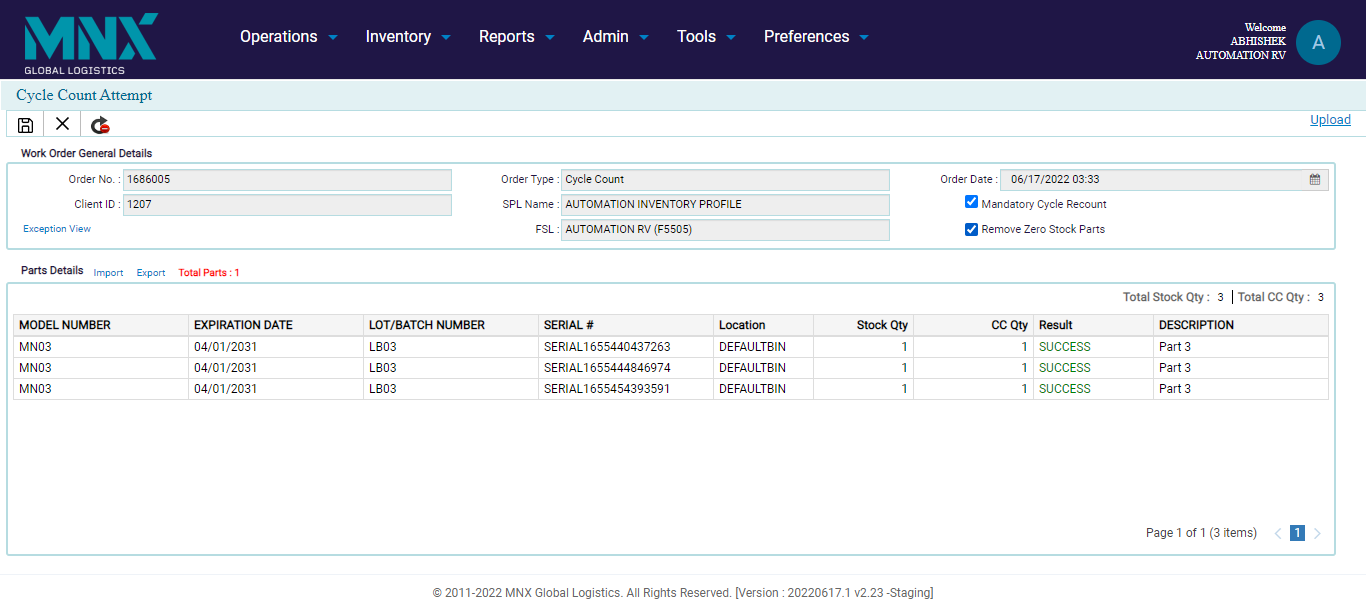 MNX
GLOBAL LOGISTICS
Operations Inventory Reports Admin Tools Preferences
Welcome
ABHISHEK
AUTOMATION RV
A
Cycle Count Attempt
Upload
Work Order General Details
Order No. : 1686005 Order Type : Cycle Count Order Date : 06/17/2022 03:33
Client ID : 1207 SPL Name : AUTOMATION INVENTORY PROFILE Mandatory Cycle Recount
Exception View FSL : AUTOMATION RV (F5505) Remove Zero Stock Parts
Parts Details Import Export Total Parts : 1
Total Stock Qty : 3 | Total CC Qty : 3
MODEL NUMBER EXPIRATION DATE LOT/BATCH NUMBER SERIAL # Location Stock Qty CC Qty Result DESCRIPTION
MN03 04/01/2031 LB03 SERIAL1655440437263 DEFAULTBIN 1 1 SUCCESS Part 3
MN03 04/01/2031 LB03 SERIAL1655444846974 DEFAULTBIN 1 1 SUCCESS Part 3
MN03 04/01/2031 LB03 SERIAL1655454393591 DEFAULTBIN 1 1 SUCCESS Part 3
Page 1 of 1 (3 items) 1
© 2011-2022 MNX Global Logistics. All Rights Reserved. [Version : 20220617.1 v2.23 -Staging]